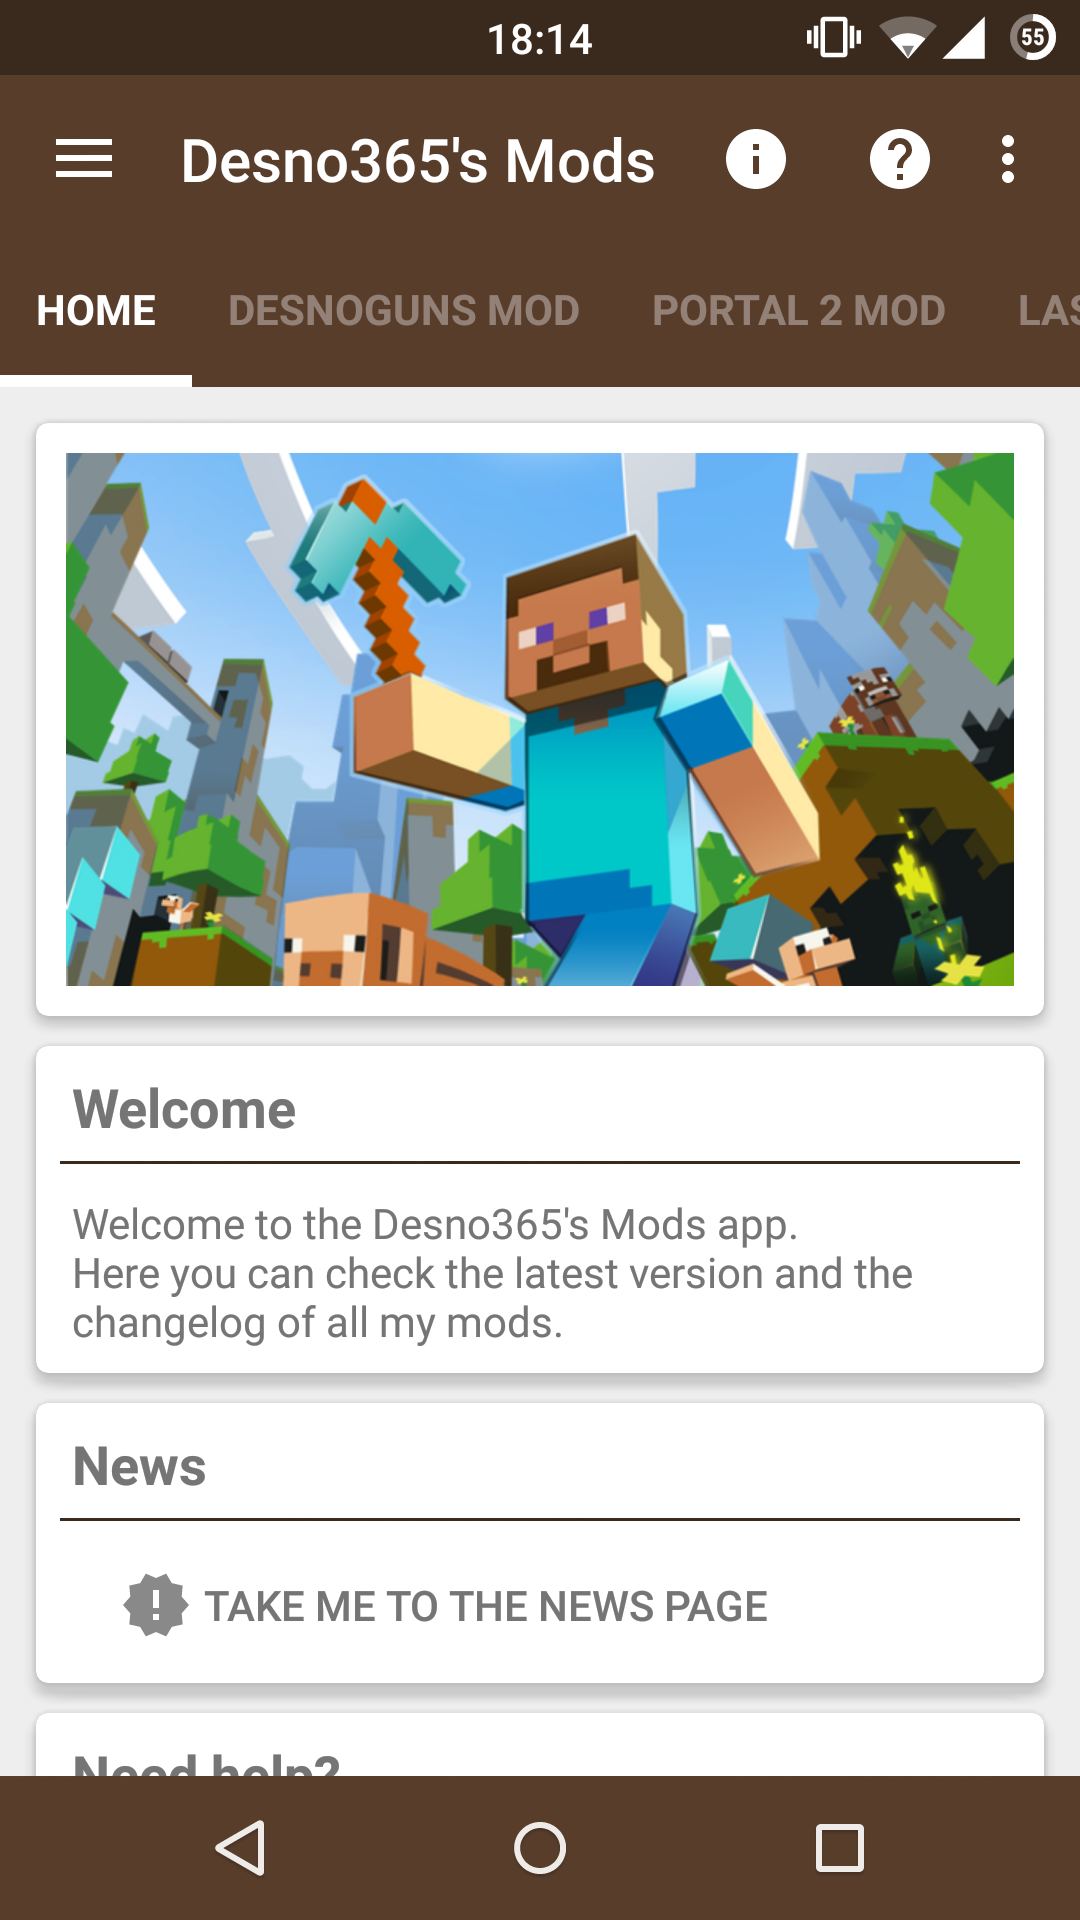 18:14
55
Desno365's Mods
HOME
DESNOGUNS MOD
PORTAL 2 MOD
LAS
Welcome
Welcome to the Desno365's Mods app.
Here you can check the latest version and the
changelog of all my mods.
News
TAKE ME TO THE NEWS PAGE
Need help?